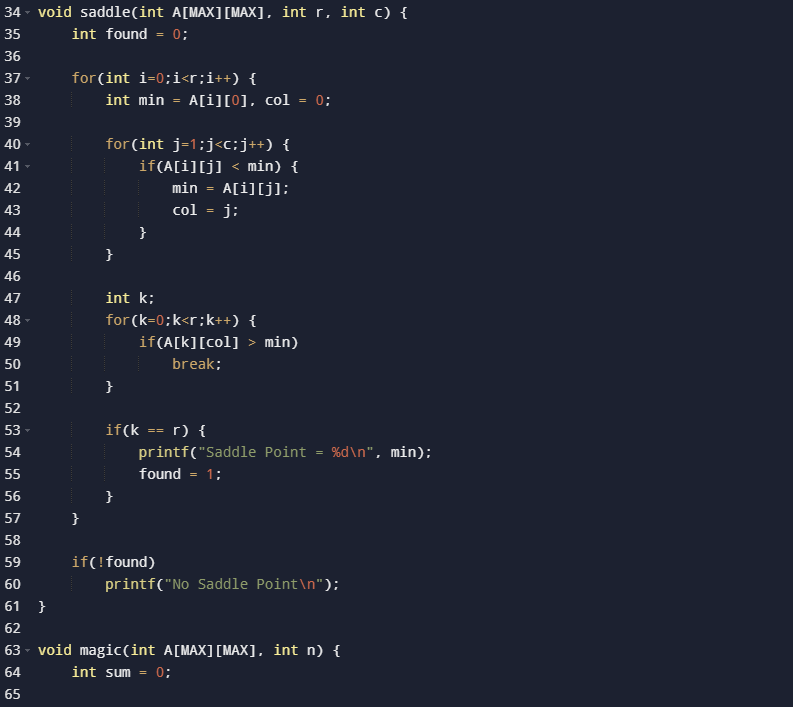 34 void saddle(int A[MAX][MAX], int r, int c) {
35     int found = 0;
36
37     for(int i=0;i<r;i++) {
38         int min = A[i][0], col = 0;
39
40         for(int j=1;j<c;j++) {
41             if(A[i][j] < min) {
42                 min = A[i][j];
43                 col = j;
44             }
45         }
46
47         int k;
48         for(k=0;k<r;k++) {
49             if(A[k][col] > min)
50                 break;
51         }
52
53         if(k == r) {
54             printf("Saddle Point = %d\n", min);
55             found = 1;
56         }
57     }
58
59     if(!found)
60         printf("No Saddle Point\n");
61 }
62
63 void magic(int A[MAX][MAX], int n) {
64     int sum = 0;
65